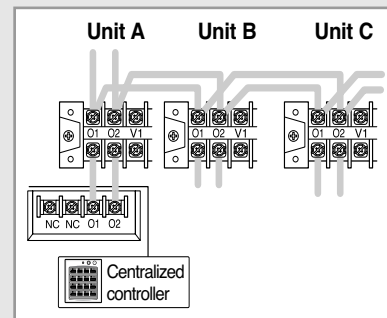 Unit A Unit B Unit C
O1 O2 V1 O1 O2 V1 O1 O2 V1
NC NC O1 O2
Centralized
controller